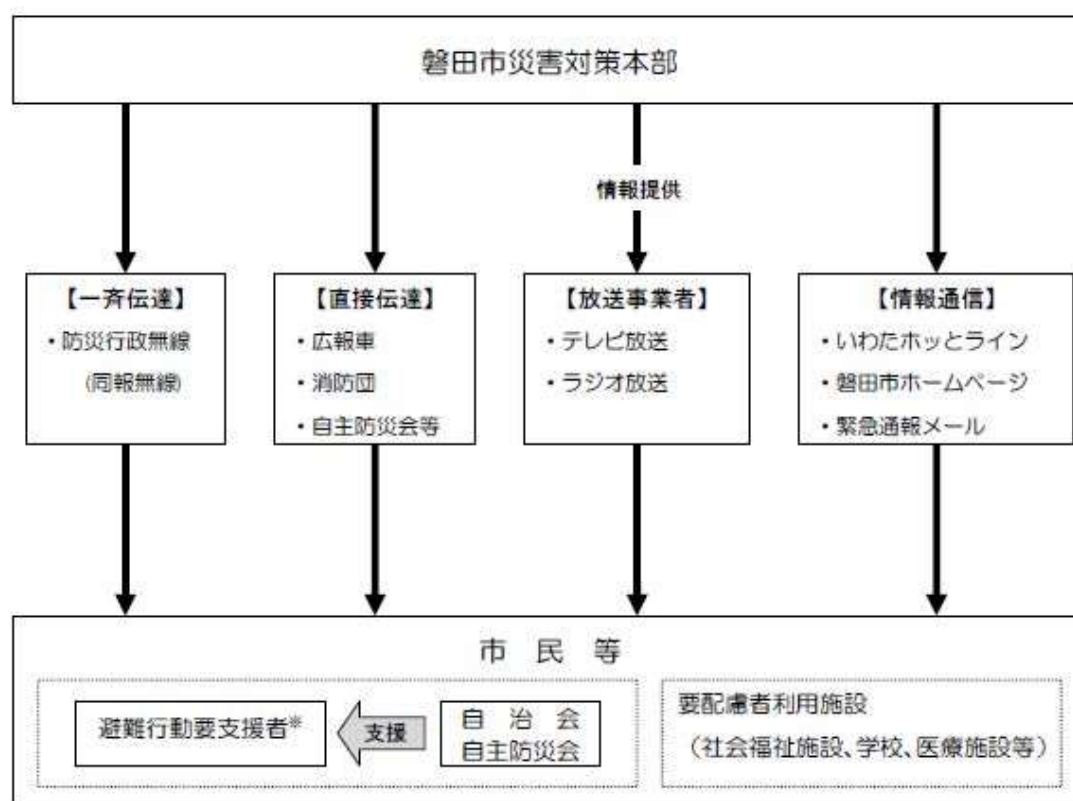 磐田市災害対策本部
情報提供
【一斉伝達】
・防災行政無線
(同報無線)
【直接伝達】
・広報車
・消防団
・自主防災会等
【放送事業者】
・テレビ放送
・ラジオ放送
【情報通信】
・いわたホッとライン
・磐田市ホームページ
・緊急通報メール
市 民 等
避難行動要支援者※
支援
自 治 会
自主防災会
要配慮者利用施設
（社会福祉施設、学校、医療施設等）